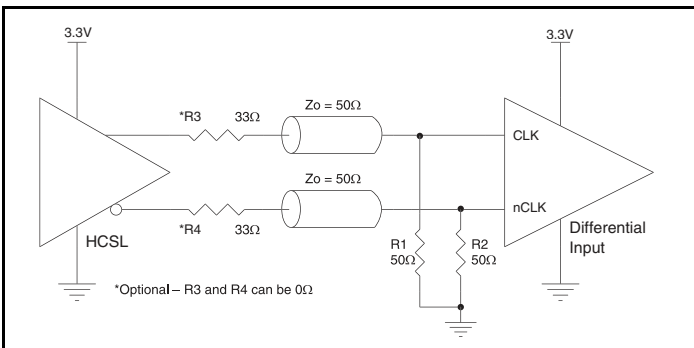 3.3V
3.3V
*R3 33Ω
Zo = 50Ω
CLK
Zo = 50Ω
nCLK
*R4 33Ω
HCSL
R1
50Ω
R2
50Ω
Differential
Input
*Optional – R3 and R4 can be 0Ω